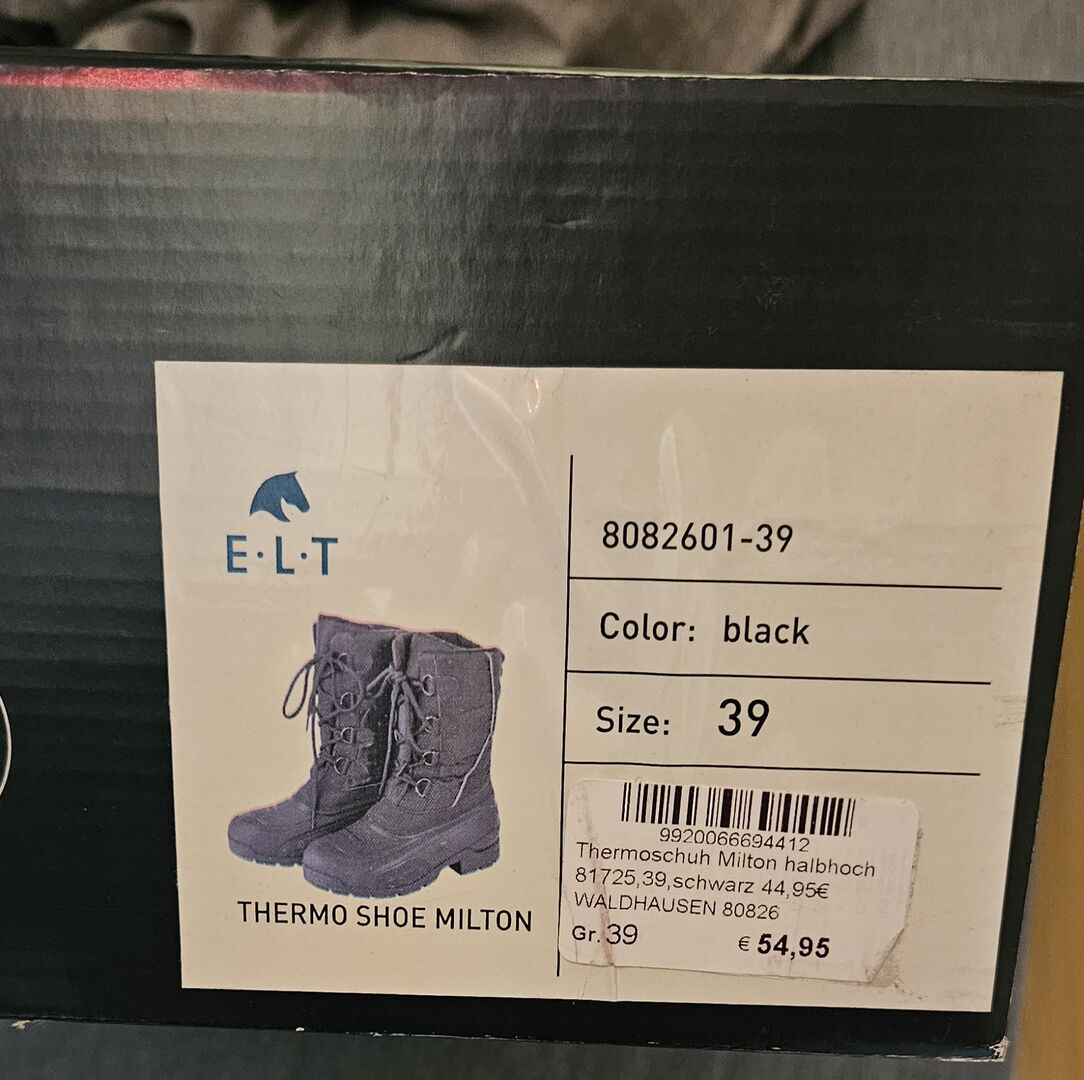 E·L·T
THERMO SHOE MILTON
8082601-39
Color: black
Size: 39
9920066694412
Thermoschuh Milton halbhoch
81725,39,schwarz 44,95€
WALDHAUSEN 80826
Gr. 39 € 54,95